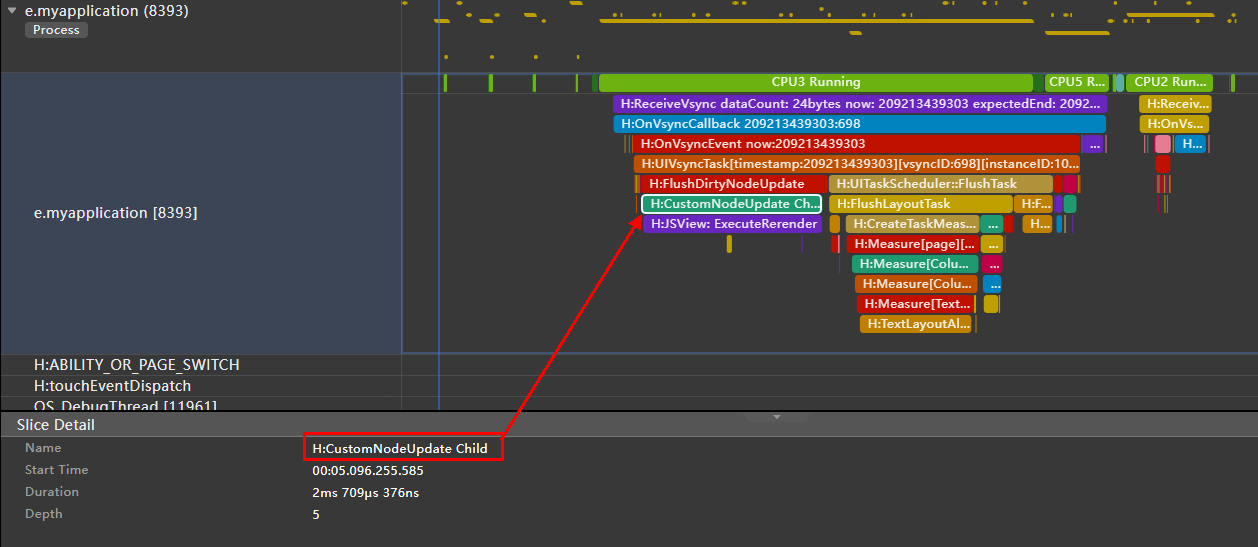 e.myapplication (8393)
Process
CPU3 Running
CPU5 R...
CPU2 Run...
H:ReceiveVsync dataCount: 24bytes now: 209213439303 expectedEnd: 2092...
H:Receiv...
H:OnVsyncCallback 209213439303:698
H:OnVs...
H:OnVsyncEvent now:209213439303
...
H...
H:UIVsyncTask[timestamp:209213439303][vsyncID:698][instanceID:10...
H:FlushDirtyNodeUpdate
H:UITaskScheduler::FlushTask
e.myapplication [8393]
H:CustomNodeUpdate Ch...
H:FlushLayoutTask
H:F...
H:JSView: ExecuteRerender
H:CreateTaskMeas...
...
H...
H:Measure[page][...
...
H:Measure[Colu...
...
H:Measure[Colu...
...
H:Measure[Text...
H:TextLayoutAl...
H:ABILITY_OR_PAGE_SWITCH
H:touchEventDispatch
OS_DebugThread [11961]
Slice Detail
Name
H:CustomNodeUpdate Child
Start Time
00:05.096.255.585
Duration
2ms 709μs 376ns
Depth
5